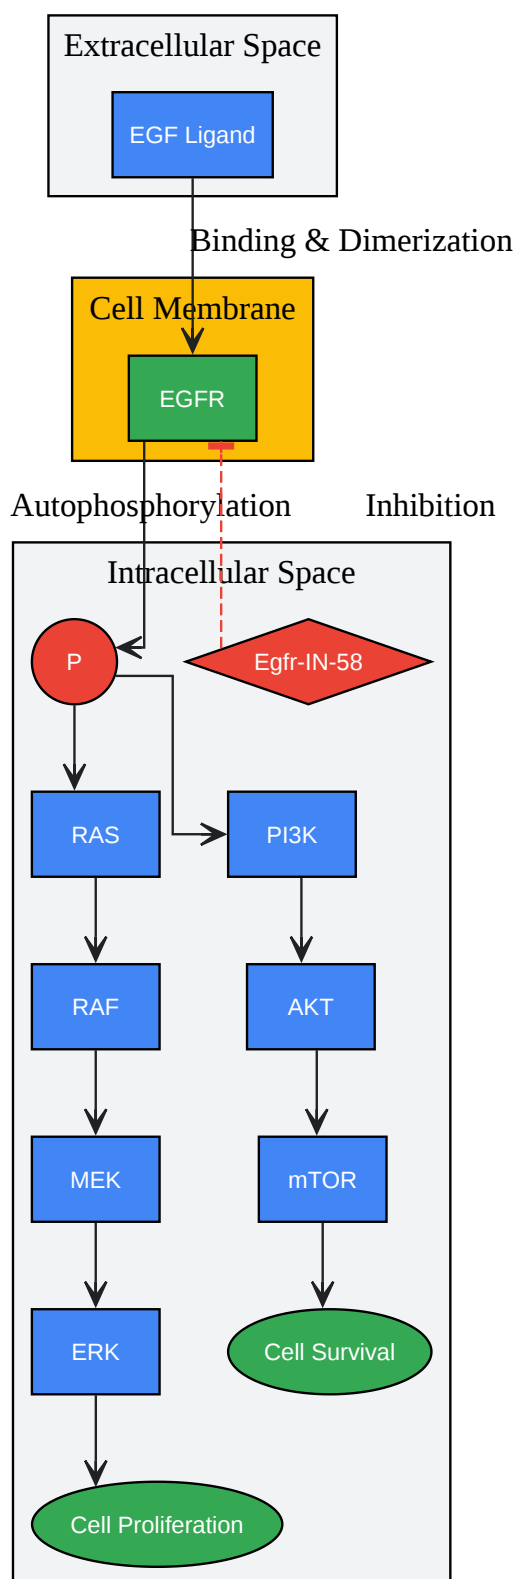 Extracellular Space
EGF Ligand
Binding & Dimerization
Cell Membrane
EGFR
Autophosphorylation
Inhibition
Intracellular Space
P
Egfr-IN-58
RAS
PI3K
RAF
AKT
MEK
mTOR
ERK
Cell Survival
Cell Proliferation